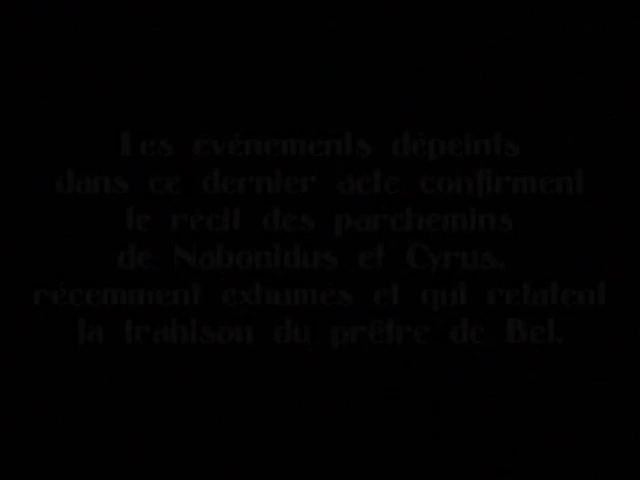 Les événements dépeints
dans ce dernier acte confirment
le récit des parchemins
de Nabonidus et Cyrus,
récemment exhumés et qui relatent
la trahison du prêtre de Bel.